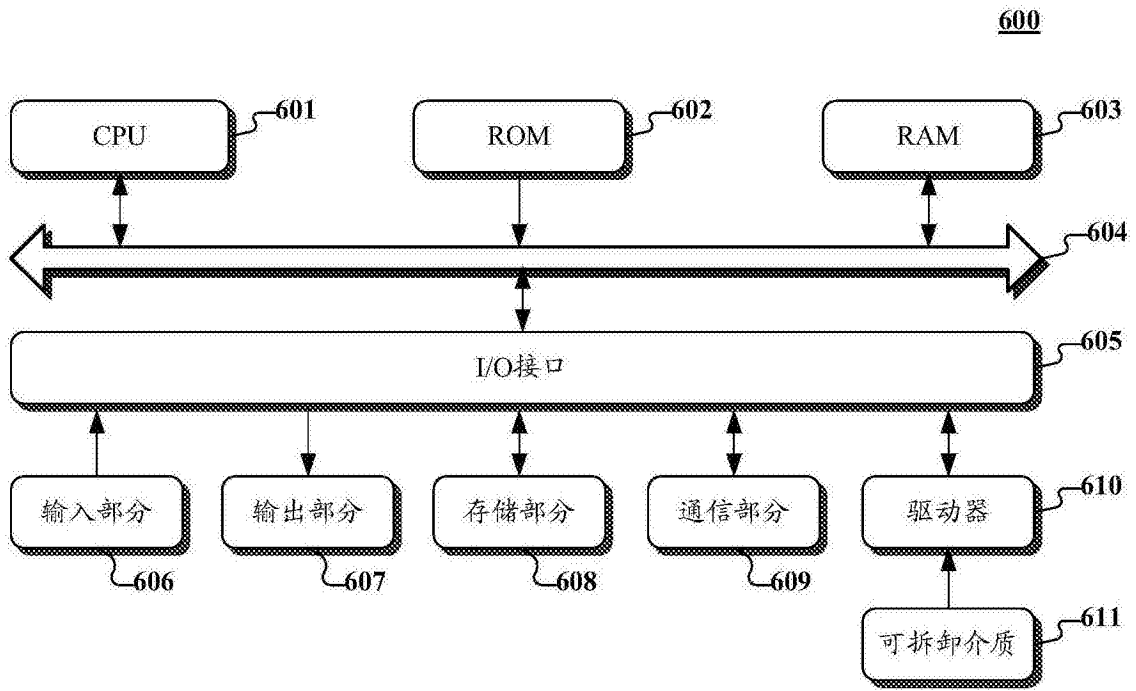 600
CPU
601
ROM
602
RAM
603
604
I/O接口
605
输入部分
606
输出部分
607
存储部分
608
通信部分
609
驱动器
610
可拆卸介质
611